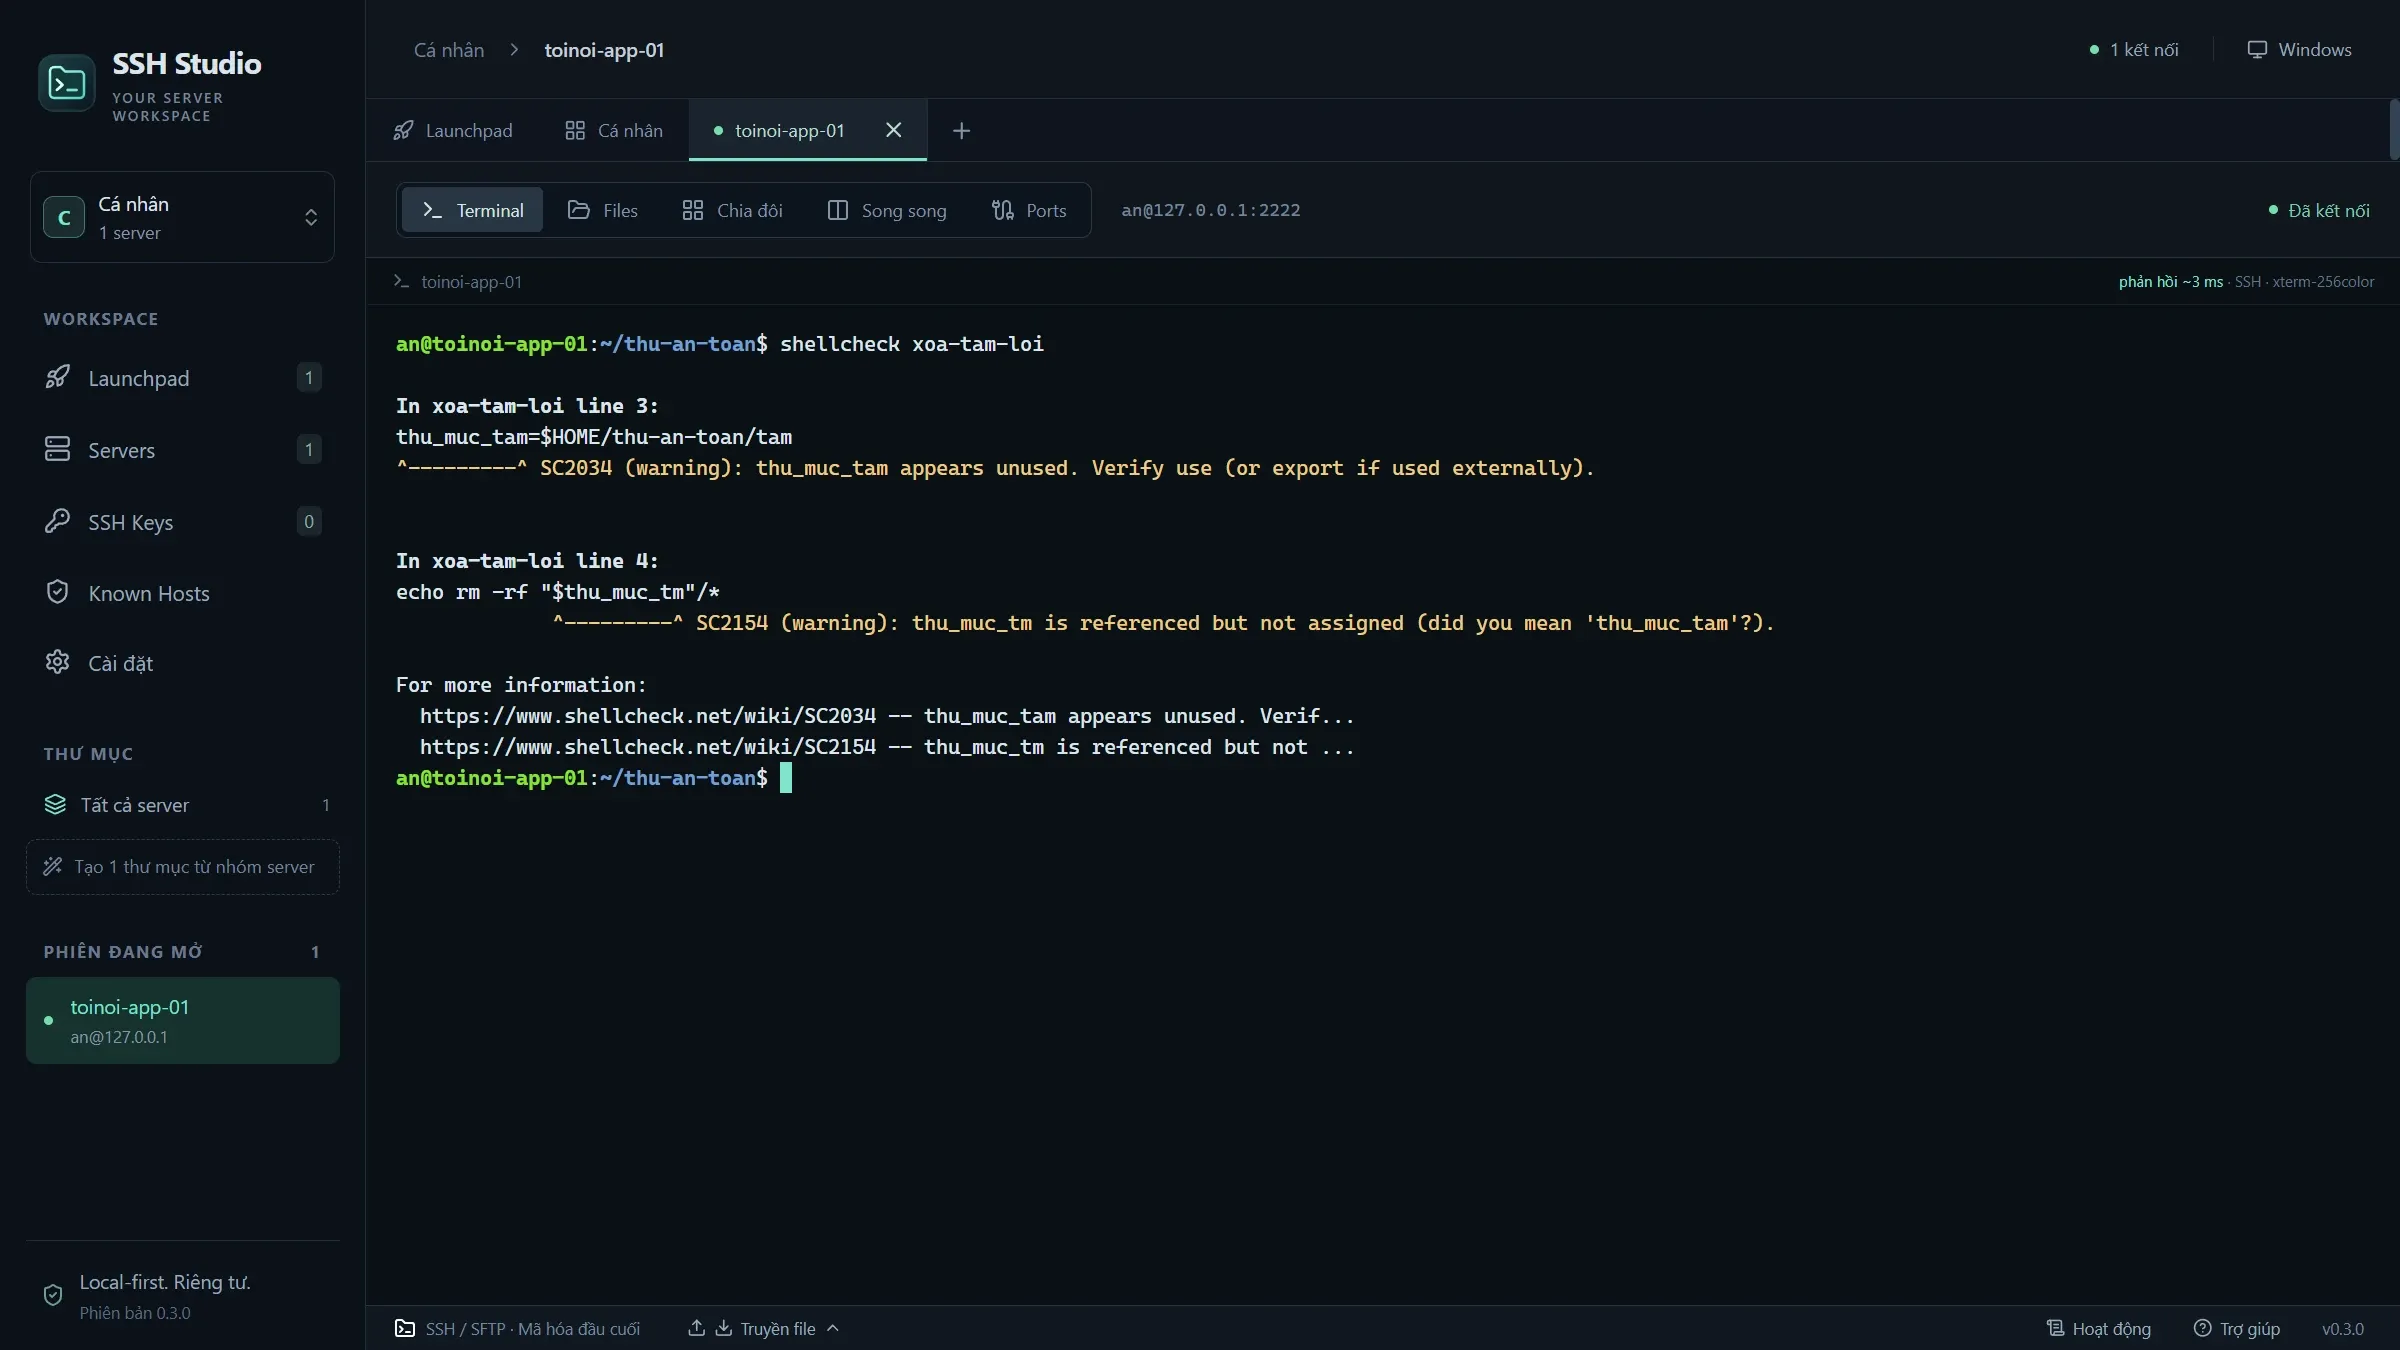 SSH Studio
YOUR SERVER
WORKSPACE
C
Cá nhân
1 server
WORKSPACE
Launchpad 1
Servers 1
SSH Keys 0
Known Hosts
Cài đặt
THƯ MỤC
Tất cả server 1
Tạo 1 thư mục từ nhóm server
PHIÊN ĐANG MỞ 1
toinoi-app-01
an@127.0.0.1
Local-first. Riêng tư.
Phiên bản 0.3.0
Cá nhân > toinoi-app-01
1 kết nối
Windows
Launchpad
Cá nhân
toinoi-app-01
Terminal
Files
Chia đôi
Song song
Ports
an@127.0.0.1:2222
Đã kết nối
toinoi-app-01
phản hồi ~3 ms · SSH · xterm-256color
an@toinoi-app-01:~/thu-an-toan$ shellcheck xoa-tam-loi
In xoa-tam-loi line 3:
thu_muc_tam=$HOME/thu-an-toan/tam
^---------^ SC2034 (warning): thu_muc_tam appears unused. Verify use (or export if used externally).
In xoa-tam-loi line 4:
echo rm -rf "$thu_muc_tm"/*
^---------^ SC2154 (warning): thu_muc_tm is referenced but not assigned (did you mean 'thu_muc_tam'?).
For more information:
https://www.shellcheck.net/wiki/SC2034 -- thu_muc_tam appears unused. Verif...
https://www.shellcheck.net/wiki/SC2154 -- thu_muc_tm is referenced but not ...
an@toinoi-app-01:~/thu-an-toan$
SSH / SFTP · Mã hóa đầu cuối
Truyền file
Hoạt động
Trợ giúp
v0.3.0